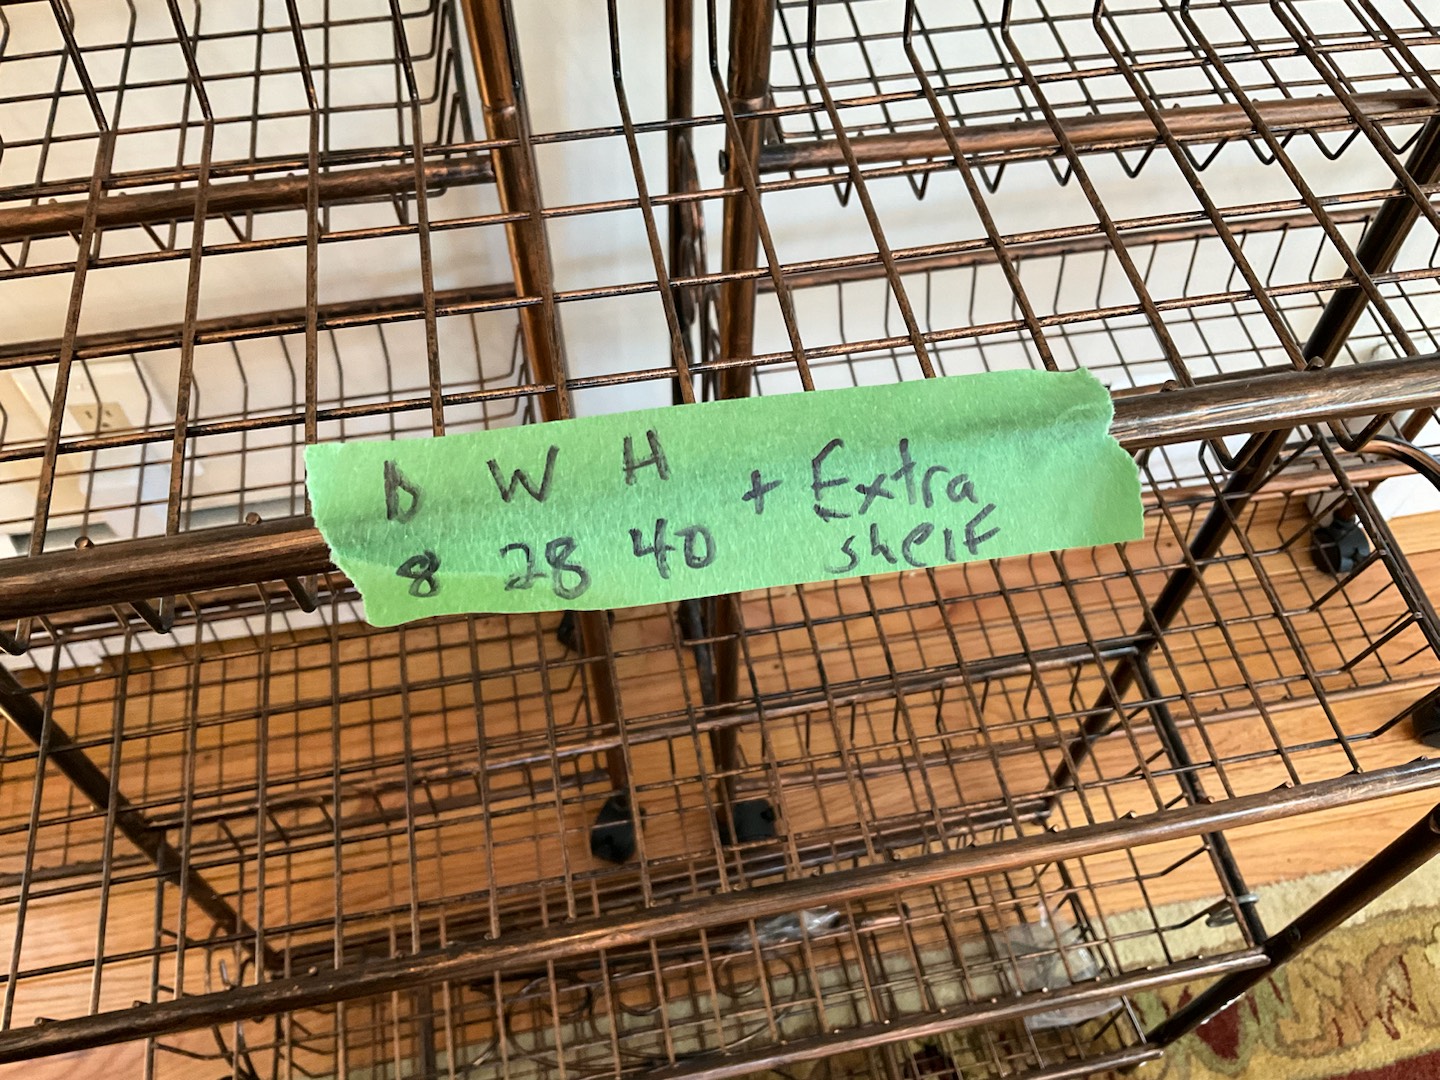 D W H + Extra
8 28 40 shelf